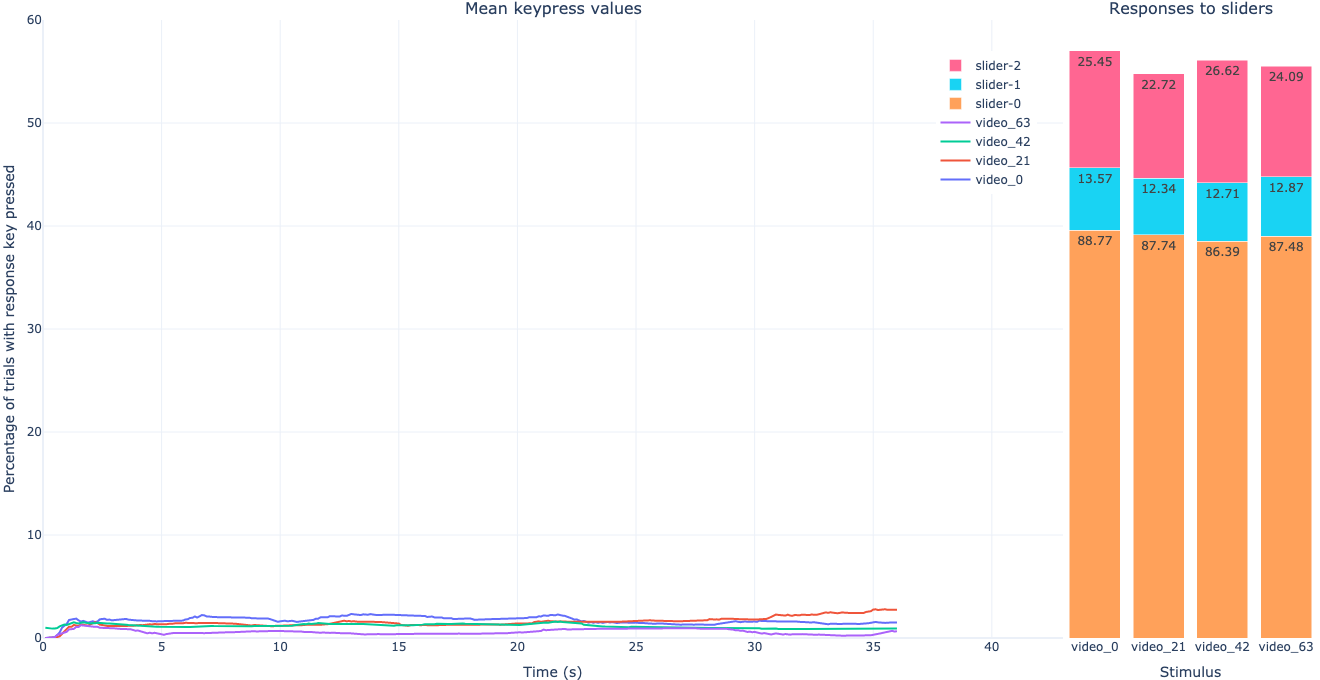 Mean keypress values
Responses to sliders
Percentage of trials with response key pressed
60
50
40
30
20
10
0
0 5 10 15 20 25 30 35 40
Time (s)
slider-2
slider-1
slider-0
video_63
video_42
video_21
video_0
25.45 22.72 26.62 24.09
13.57 12.34 12.71 12.87
88.77 87.74 86.39 87.48
video_0 video_21 video_42 video_63
Stimulus